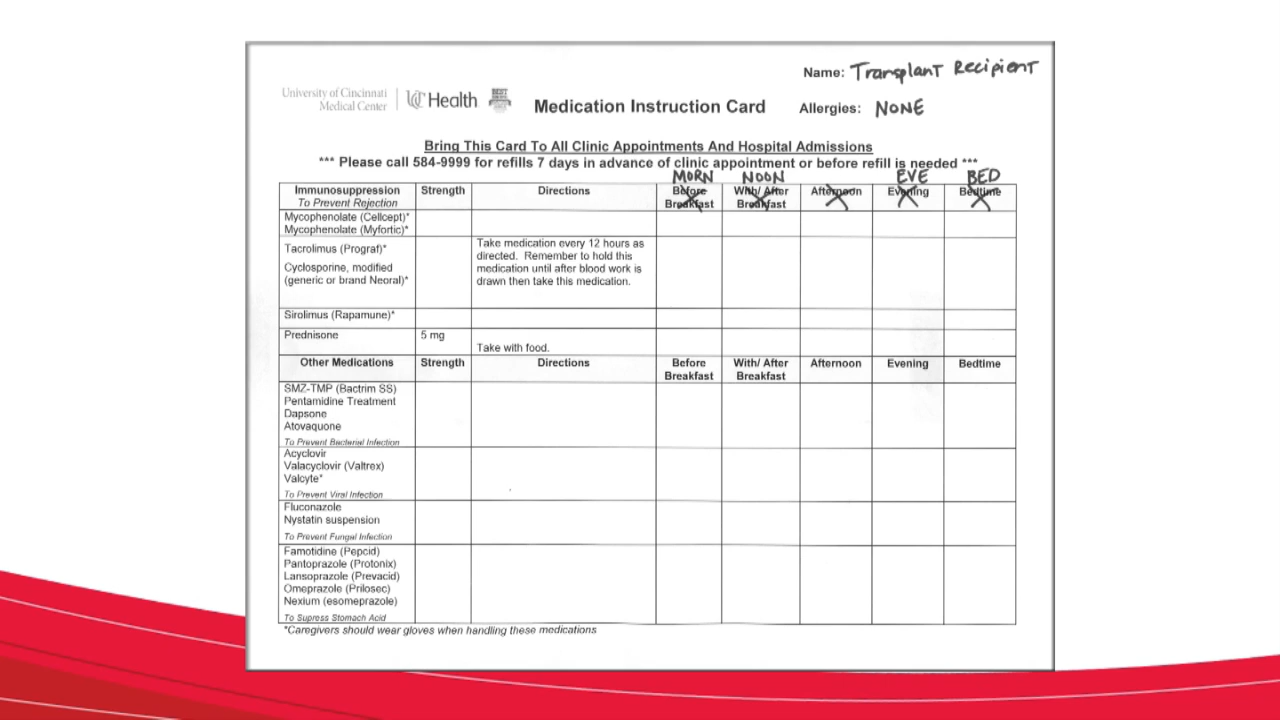 Name: Transplant Recipient
University of Cincinnati
Medical Center
UC Health
Medication Instruction Card
Allergies: NONE
Bring This Card To All Clinic Appointments And Hospital Admissions
*** Please call 584-9999 for refills 7 days in advance of clinic appointment or before refill is needed ***
MORN NOON EVE BED
Immunosuppression Strength Directions Before With/ After Afternoon Evening Bedtime
To Prevent Rejection Breakfast Breakfast
Mycophenolate (Cellcept)*
Mycophenolate (Myfortic)*
Tacrolimus (Prograf)*
Cyclosporine, modified
(generic or brand Neoral)*
Take medication every 12 hours as
directed. Remember to hold this
medication until after blood work is
drawn then take this medication.
Sirolimus (Rapamune)*
Prednisone 5 mg
Take with food.
Other Medications Strength Directions Before With/ After Afternoon Evening Bedtime
Breakfast Breakfast
SMZ-TMP (Bactrim SS)
Pentamidine Treatment
Dapsone
Atovaquone
To Prevent Bacterial Infection
Acyclovir
Valacyclovir (Valtrex)
Valcyte*
To Prevent Viral Infection
Fluconazole
Nystatin suspension
To Prevent Fungal Infection
Famotidine (Pepcid)
Pantoprazole (Protonix)
Lansoprazole (Prevacid)
Omeprazole (Prilosec)
Nexium (esomeprazole)
To Supress Stomach Acid
*Caregivers should wear gloves when handling these medications